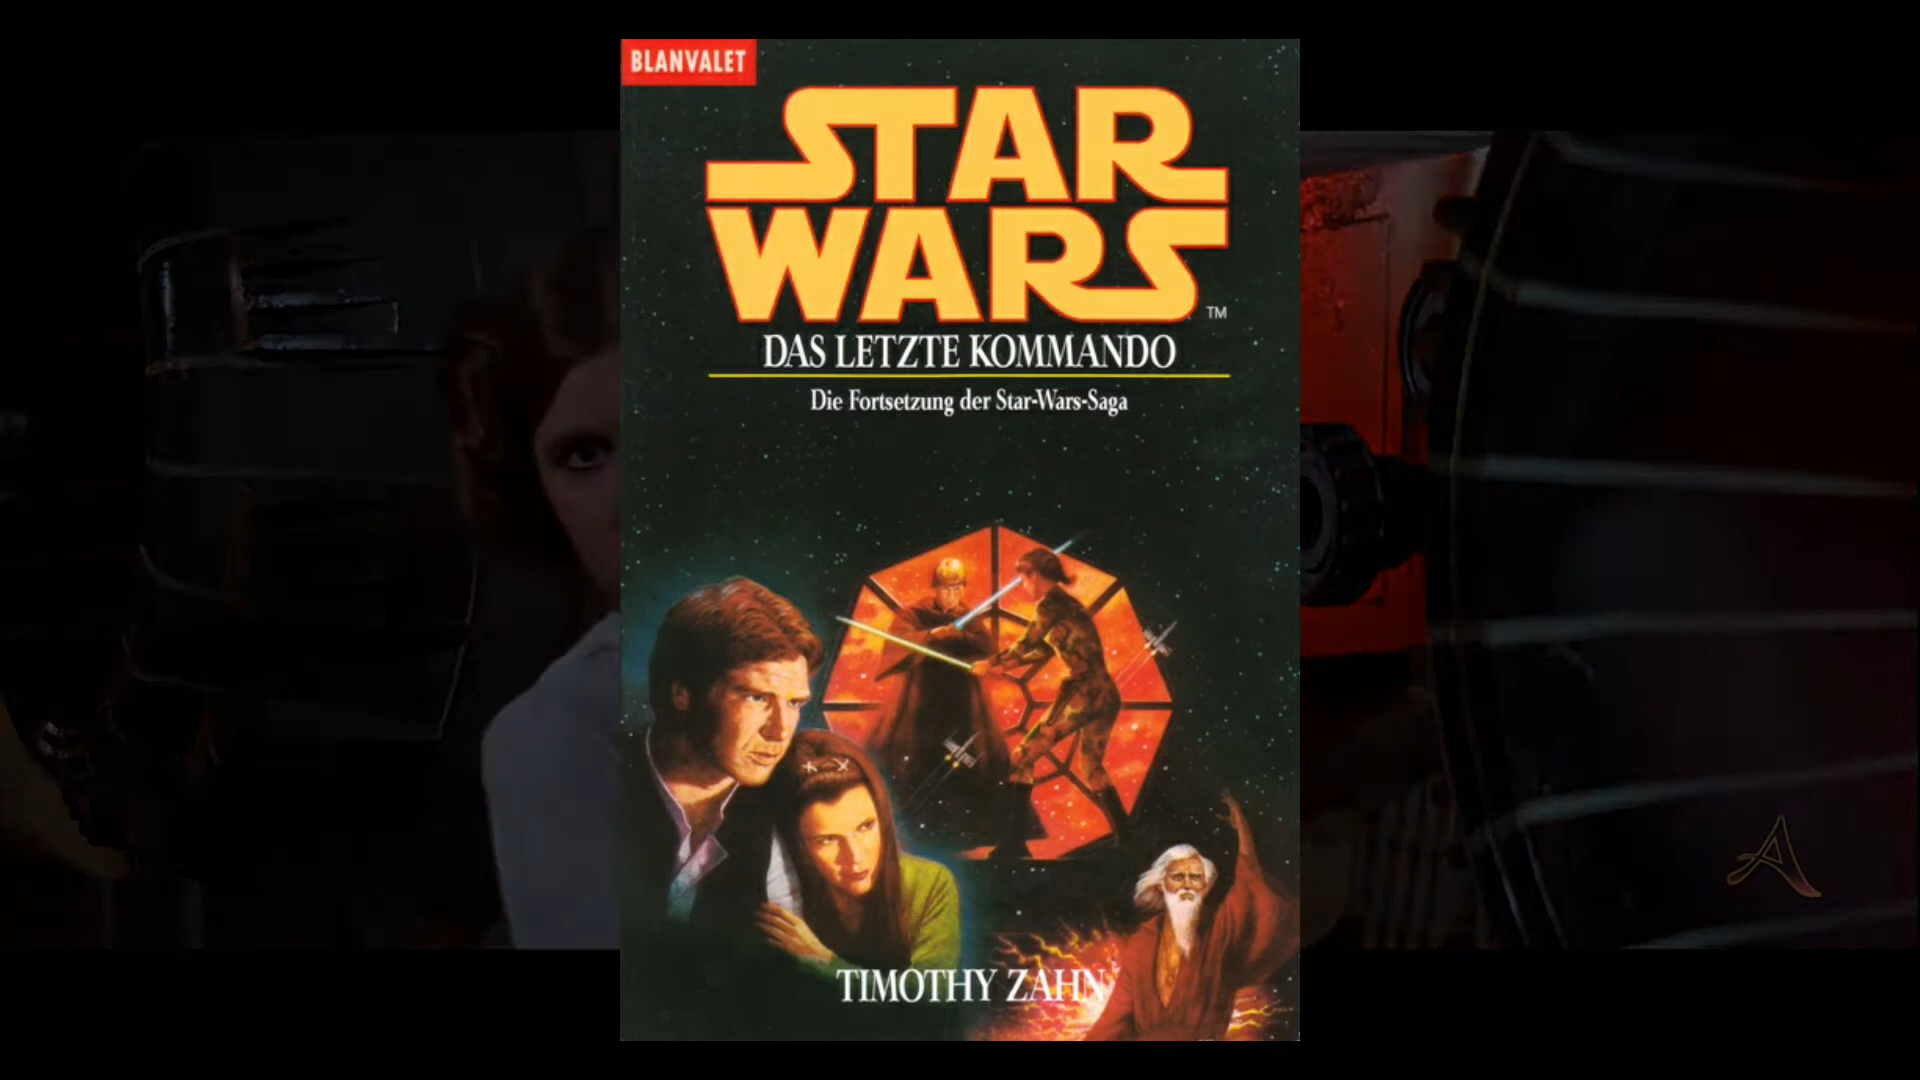 BLANVALET
STAR
WARS
TM
DAS LETZTE KOMMANDO
Die Fortsetzung der Star-Wars-Saga
TIMOTHY ZAHN